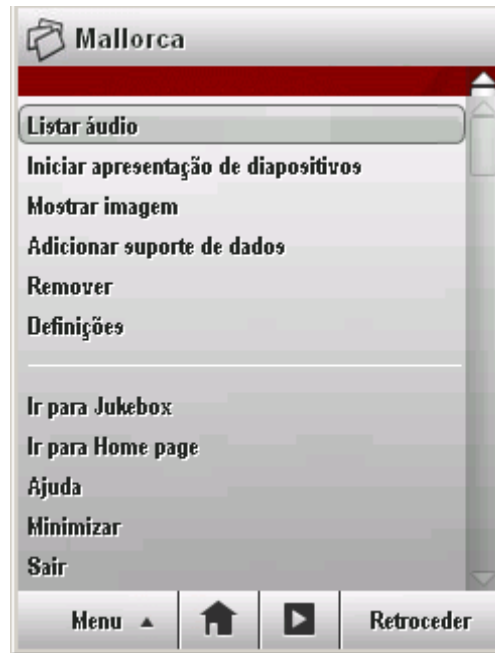 Mallorca
Listar áudio
Iniciar apresentação de diapositivos
Mostrar imagem
Adicionar suporte de dados
Remover
Definições
Ir para Jukebox
Ir para Home page
Ajuda
Minimizar
Sair
Menu Retroceder